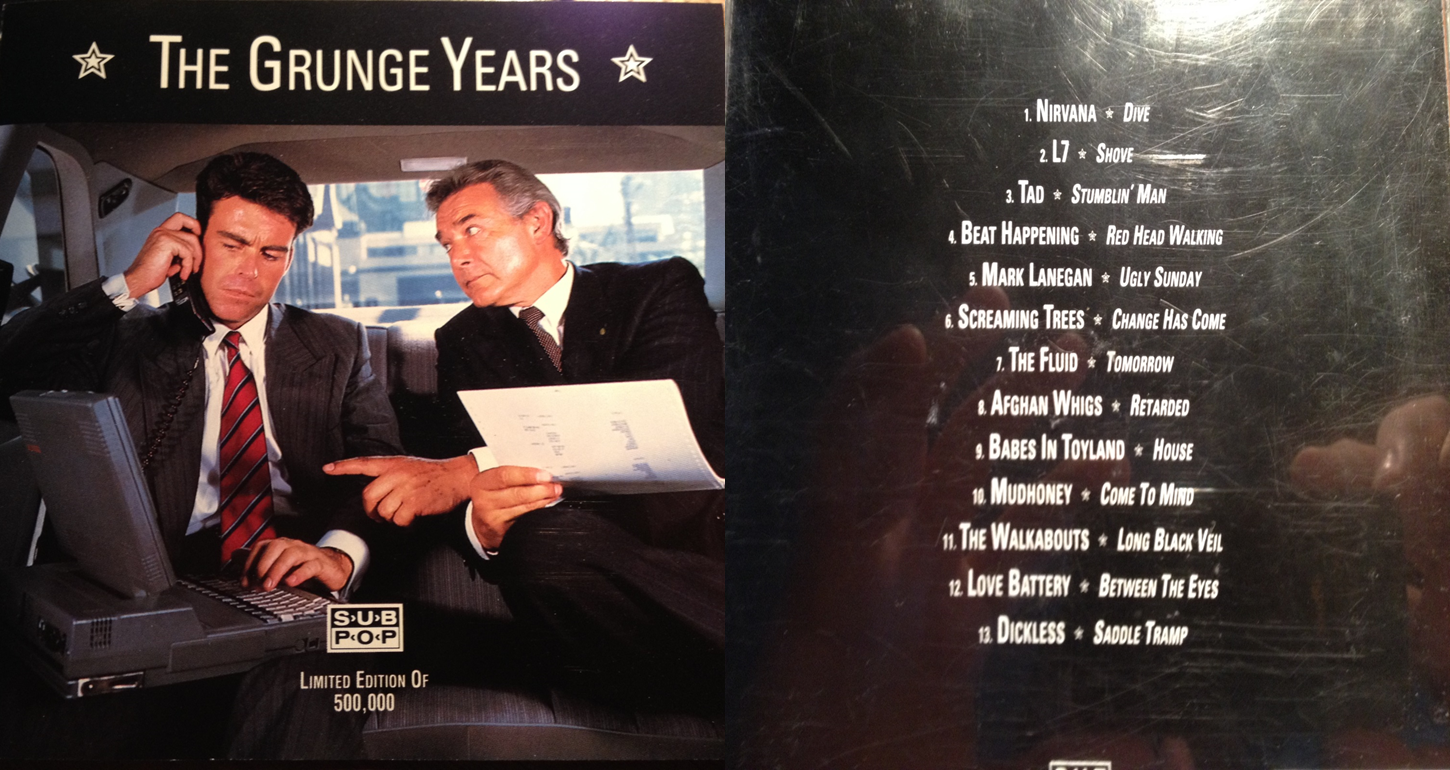 ☆ The Grunge Years ☆
S·U·B
P·O·P
Limited Edition Of
500,000
1. Nirvana ★ Dive
2. L7 ★ Shove
3. Tad ★ Stumblin' Man
4. Beat Happening ★ Red Head Walking
5. Mark Lanegan ★ Ugly Sunday
6. Screaming Trees ★ Change Has Come
7. The Fluid ★ Tomorrow
8. Afghan Whigs ★ Retarded
9. Babes In Toyland ★ House
10. Mudhoney ★ Come To Mind
11. The Walkabouts ★ Long Black Veil
12. Love Battery ★ Between The Eyes
13. Dickless ★ Saddle Tramp